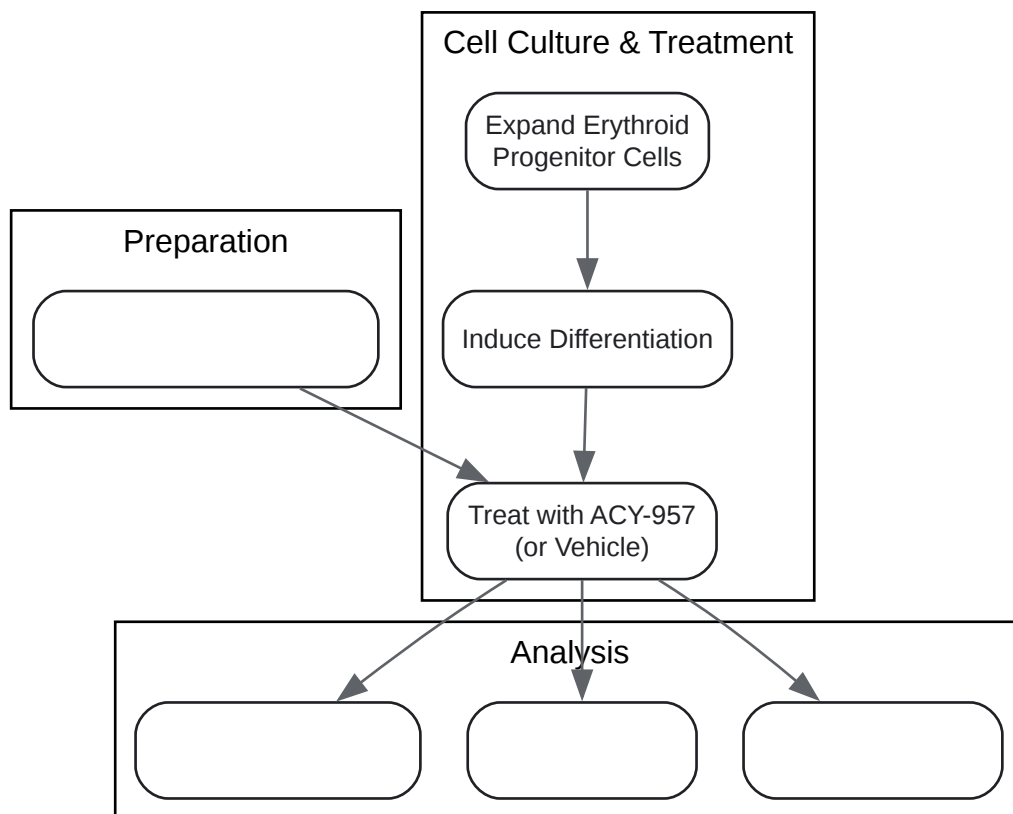 Cell Culture & Treatment
Expand Erythroid
Progenitor Cells
Preparation
Induce Differentiation
Treat with ACY-957
(or Vehicle)
Analysis